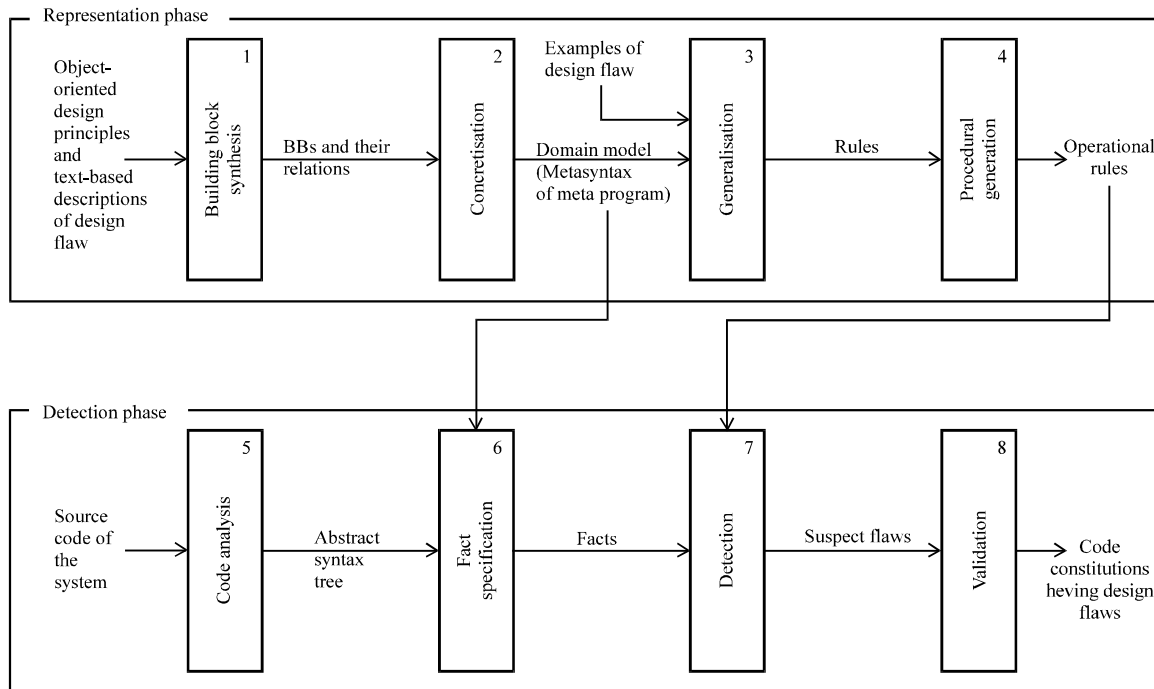 Representation phase
Object-
oriented
design
principles
and
text-based
descriptions
of design
flaw
1
Building block
synthesis
BBs and their
relations
2
Concretisation
Examples of
design flaw
Domain model
(Metasyntax
of meta program)
3
Generalisation
Rules
4
Procedural
generation
Operational
rules
Detection phase
Source
code of
the
system
5
Code analysis
Abstract
syntax
tree
6
Fact
specification
Facts
7
Detection
Suspect flaws
8
Validation
Code
constitutions
heving design
flaws